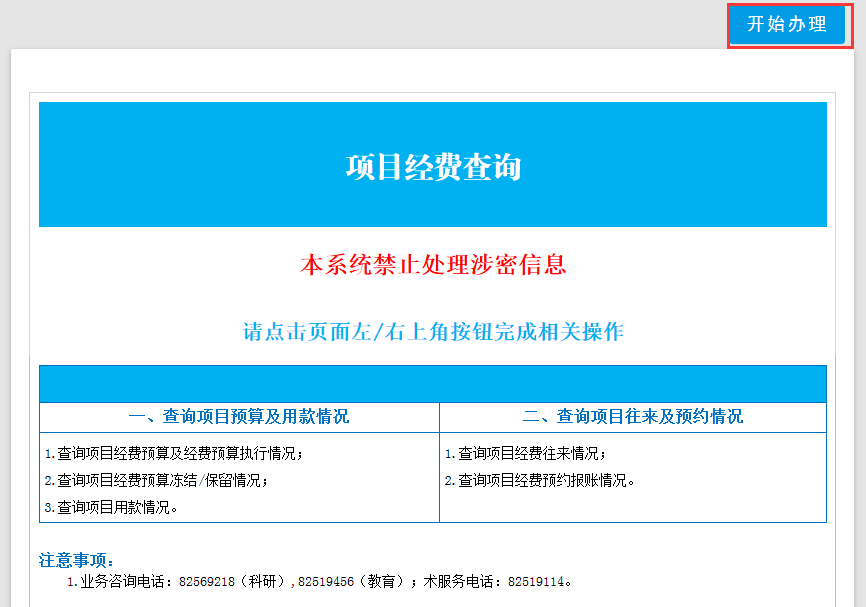 开始办理
项目经费查询
本系统禁止处理涉密信息
请点击页面左/右上角按钮完成相关操作
一、查询项目预算及用款情况
二、查询项目往来及预约情况
1.查询项目经费预算及经费预算执行情况；
2.查询项目经费预算冻结/保留情况；
3.查询项目用款情况。
1.查询项目经费往来情况；
2.查询项目经费预约报账情况。
注意事项：
1.业务咨询电话：82569218（科研）,82519456（教育）；术服务电话：82519114。